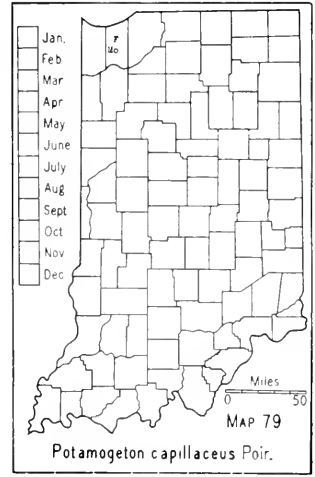 Jan.
Feb
Mar
Apr
May
June
July
Aug
Sept
Oct
Nov
Dec
F
Mo
Miles
0 50
MAP 79
Potamogeton capillaceus Poir.